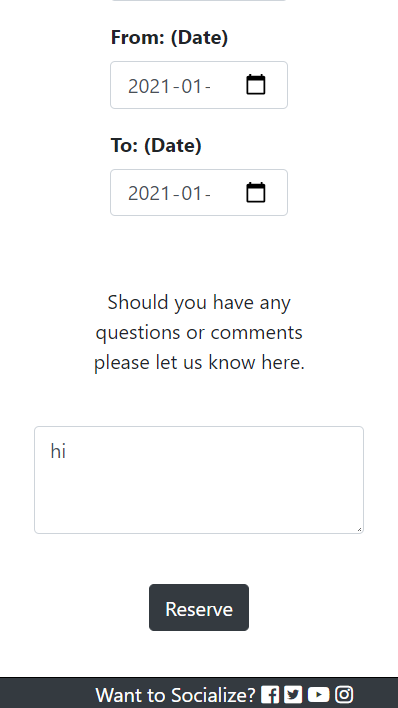 From: (Date)
2021-01-
To: (Date)
2021-01-
Should you have any
questions or comments
please let us know here.
hi
Reserve
Want to Socialize?